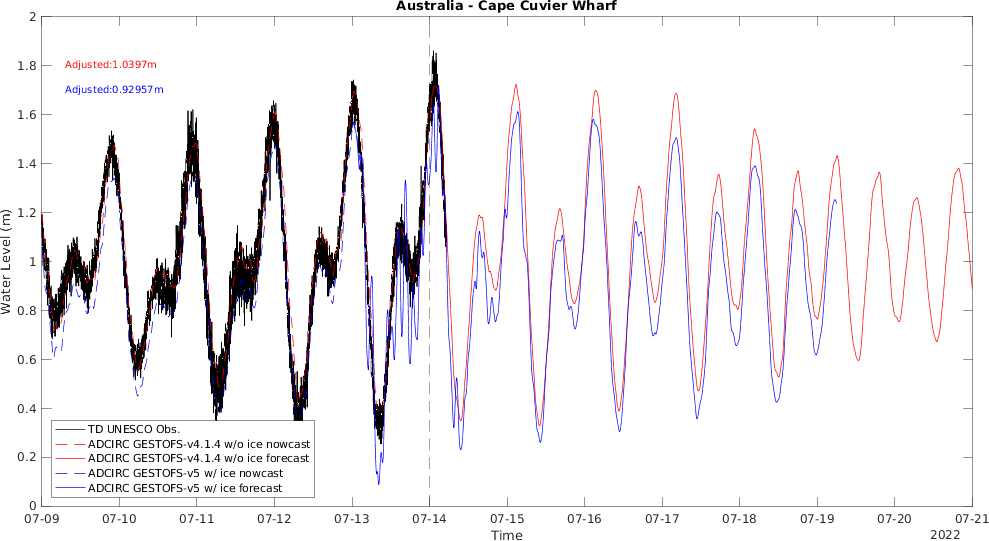 Australia - Cape Cuvier Wharf
2
1.8
1.6
1.4
1.2
1
0.8
0.6
0.4
0.2
0
Water Level (m)
Adjusted:1.0397m
Adjusted:0.92957m
TD UNESCO Obs.
ADCIRC GESTOFS-v4.1.4 w/o ice nowcast
ADCIRC GESTOFS-v4.1.4 w/o ice forecast
ADCIRC GESTOFS-v5 w/ ice nowcast
ADCIRC GESTOFS-v5 w/ ice forecast
07-09 07-10 07-11 07-12 07-13 07-14 07-15 07-16 07-17 07-18 07-19 07-20 07-21
Time
2022